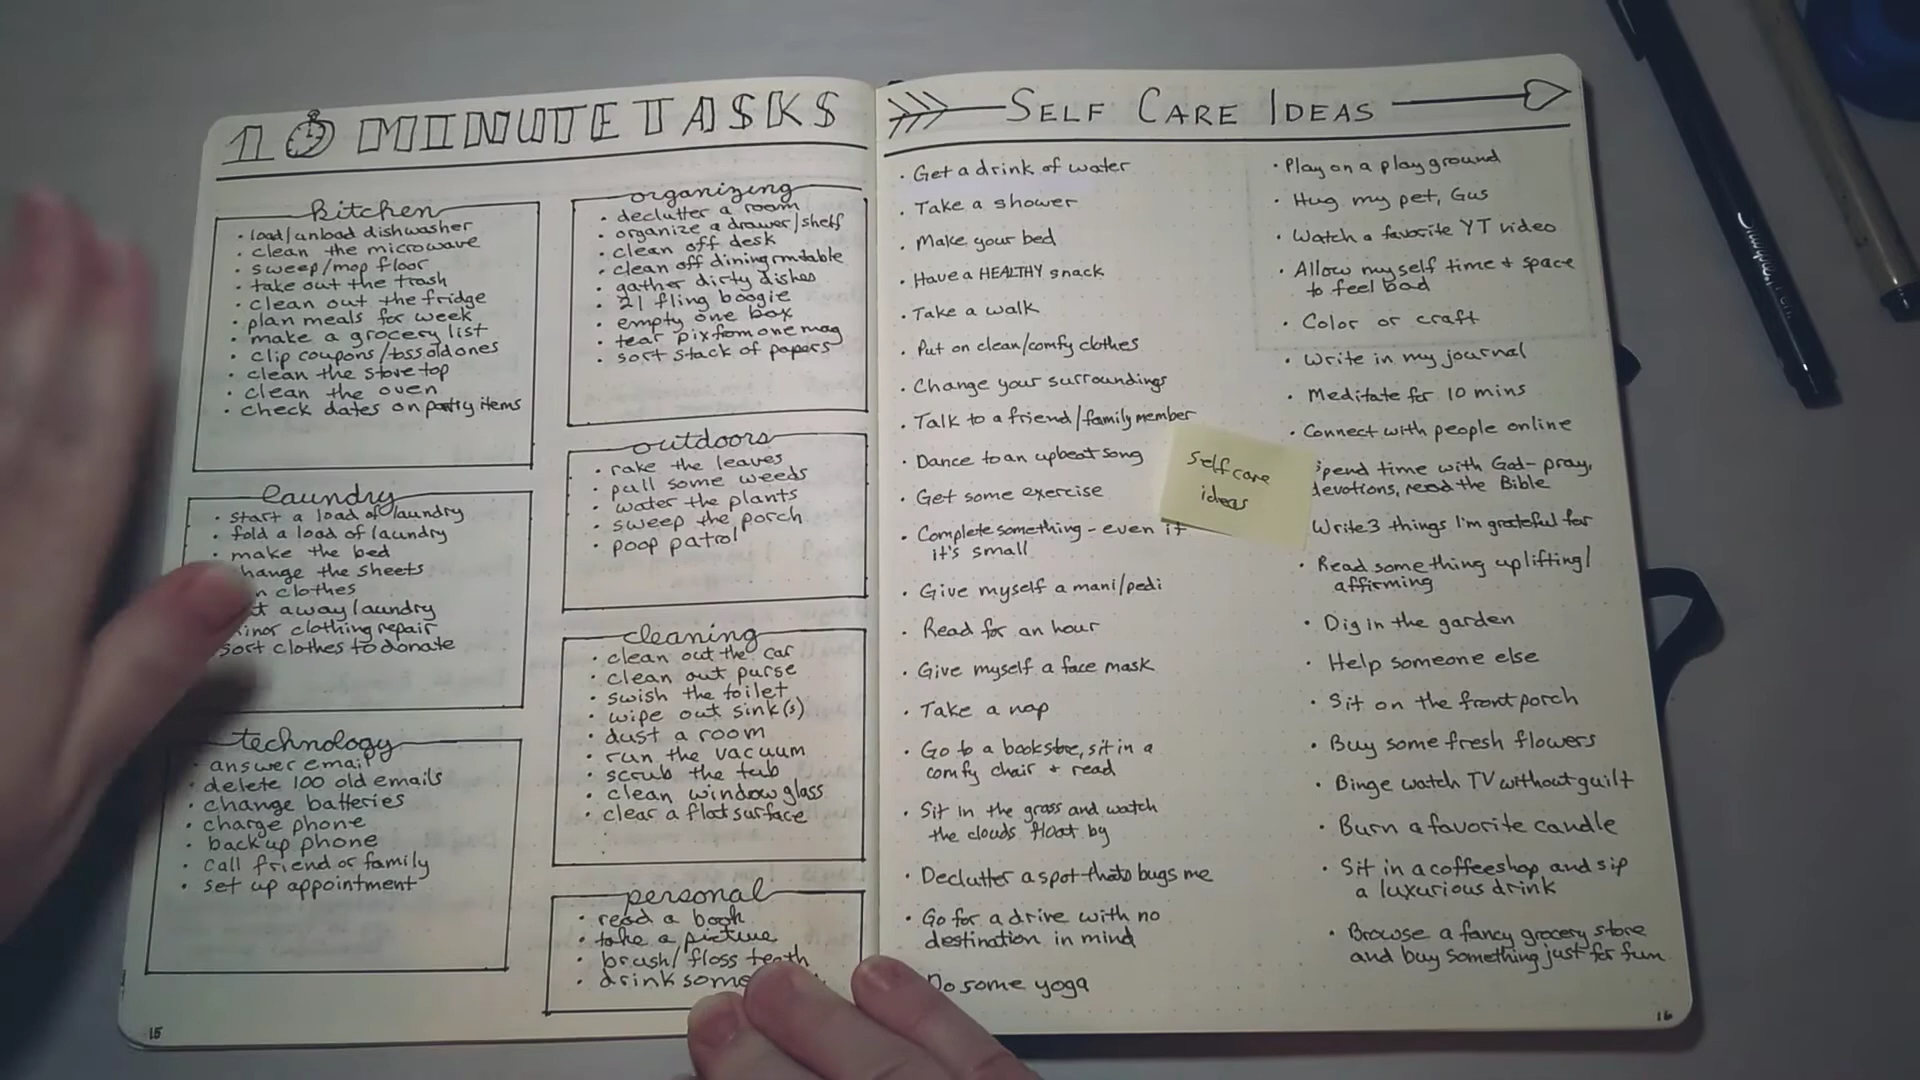 10 MINUTE TASKS
kitchen
• load/unload dishwasher
• clean the microwave
• sweep/mop floor
• take out the trash
• clean out the fridge
• plan meals for week
• make a grocery list
• clip coupons/toss old ones
• clean the stovetop
• clean the oven
• check dates on pantry items
laundry
• start a load of laundry
• fold a load of laundry
• make the bed
hange the sheets
clothes
away laundry
inor clothing repair
sort clothes to donate
technology
• answer email
• delete 100 old emails
• change batteries
• charge phone
• back up phone
• call friend or family
• set up appointment
organizing
• declutter a room
• organize a drawer/shelf
• clean off desk
• clean off dining rm table
• gather dirty dishes
• 21 fling boogie
• empty one box
• tear pix from one mag
• sort stack of papers
outdoors
• rake the leaves
• pull some weeds
• water the plants
• sweep the porch
• poop patrol
cleaning
• clean out the car
• clean out purse
• swish the toilet
• wipe out sink(s)
• dust a room
• run the vacuum
• scrub the tub
• clean window glass
• clear a flat surface
personal
• read a book
• take a picture
• brush/floss teeth
• drink some
15
SELF CARE IDEAS
• Get a drink of water
• Take a shower
• Make your bed
• Have a HEALTHY snack
• Take a walk
• Put on clean/comfy clothes
• Change your surroundings
• Talk to a friend/family member
• Dance to an upbeat song
• Get some exercise
• Complete something - even if
it's small
• Give myself a mani/pedi
• Read for an hour
• Give myself a face mask
• Take a nap
• Go to a bookstore, sit in a
comfy chair + read
• Sit in the grass and watch
the clouds float by
• Declutter a spot thats bugs me
• Go for a drive with no
destination in mind
Do some yoga
self care
ideas
• Play on a playground
• Hug my pet, Gus
• Watch a favorite YT video
• Allow myself time + space
to feel bad
• Color or craft
• Write in my journal
• Meditate for 10 mins
• Connect with people online
spend time with God - pray,
devotions, read the Bible
Write 3 things I'm grateful for
• Read something uplifting/
affirming
• Dig in the garden
• Help someone else
• Sit on the front porch
• Buy some fresh flowers
• Binge watch TV without guilt
• Burn a favorite candle
• Sit in a coffeeshop and sip
a luxurious drink
• Browse a fancy grocery store
and buy something just for fun
16